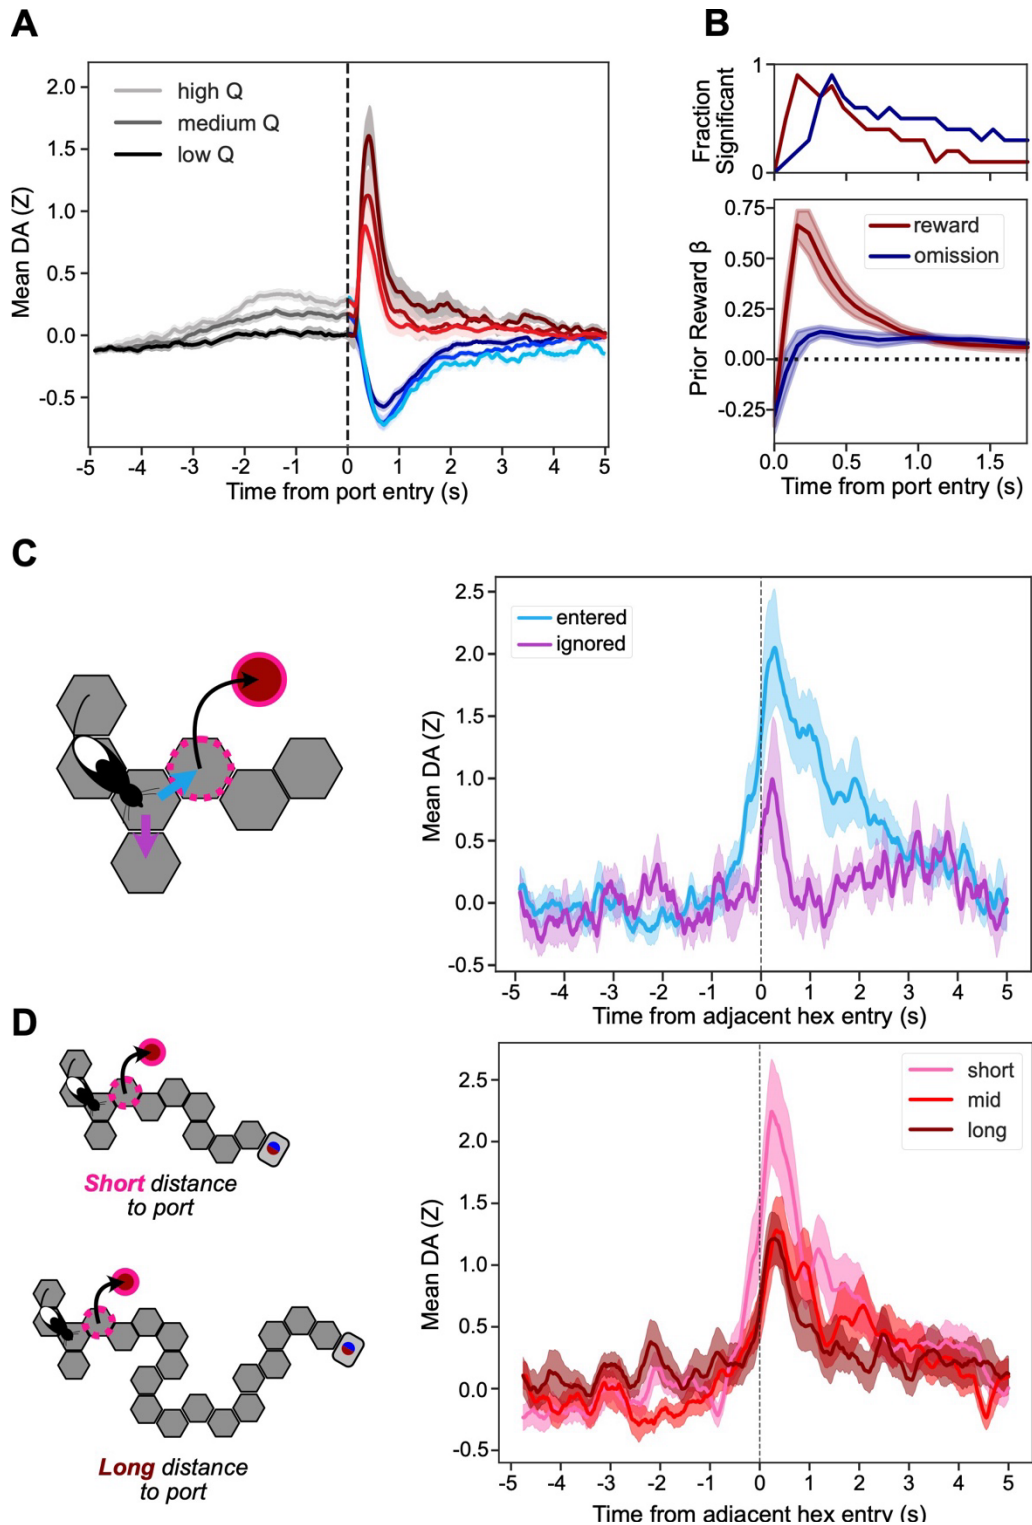 A
high Q
medium Q
low Q
Mean DA (Z)
2.0
1.5
1.0
0.5
0.0
-0.5
-5 -4 -3 -2 -1 0 1 2 3 4 5
Time from port entry (s)
B
Fraction
Significant
1
0
reward
omission
Prior Reward β
0.75
0.50
0.25
0.00
-0.25
0.0 0.5 1.0 1.5
Time from port entry (s)
C
entered
ignored
Mean DA (Z)
2.5
2.0
1.5
1.0
0.5
0.0
-0.5
-5 -4 -3 -2 -1 0 1 2 3 4 5
Time from adjacent hex entry (s)
D
Short distance
to port
Long distance
to port
short
mid
long
Mean DA (Z)
2.5
2.0
1.5
1.0
0.5
0.0
-0.5
-5 -4 -3 -2 -1 0 1 2 3 4 5
Time from adjacent hex entry (s)